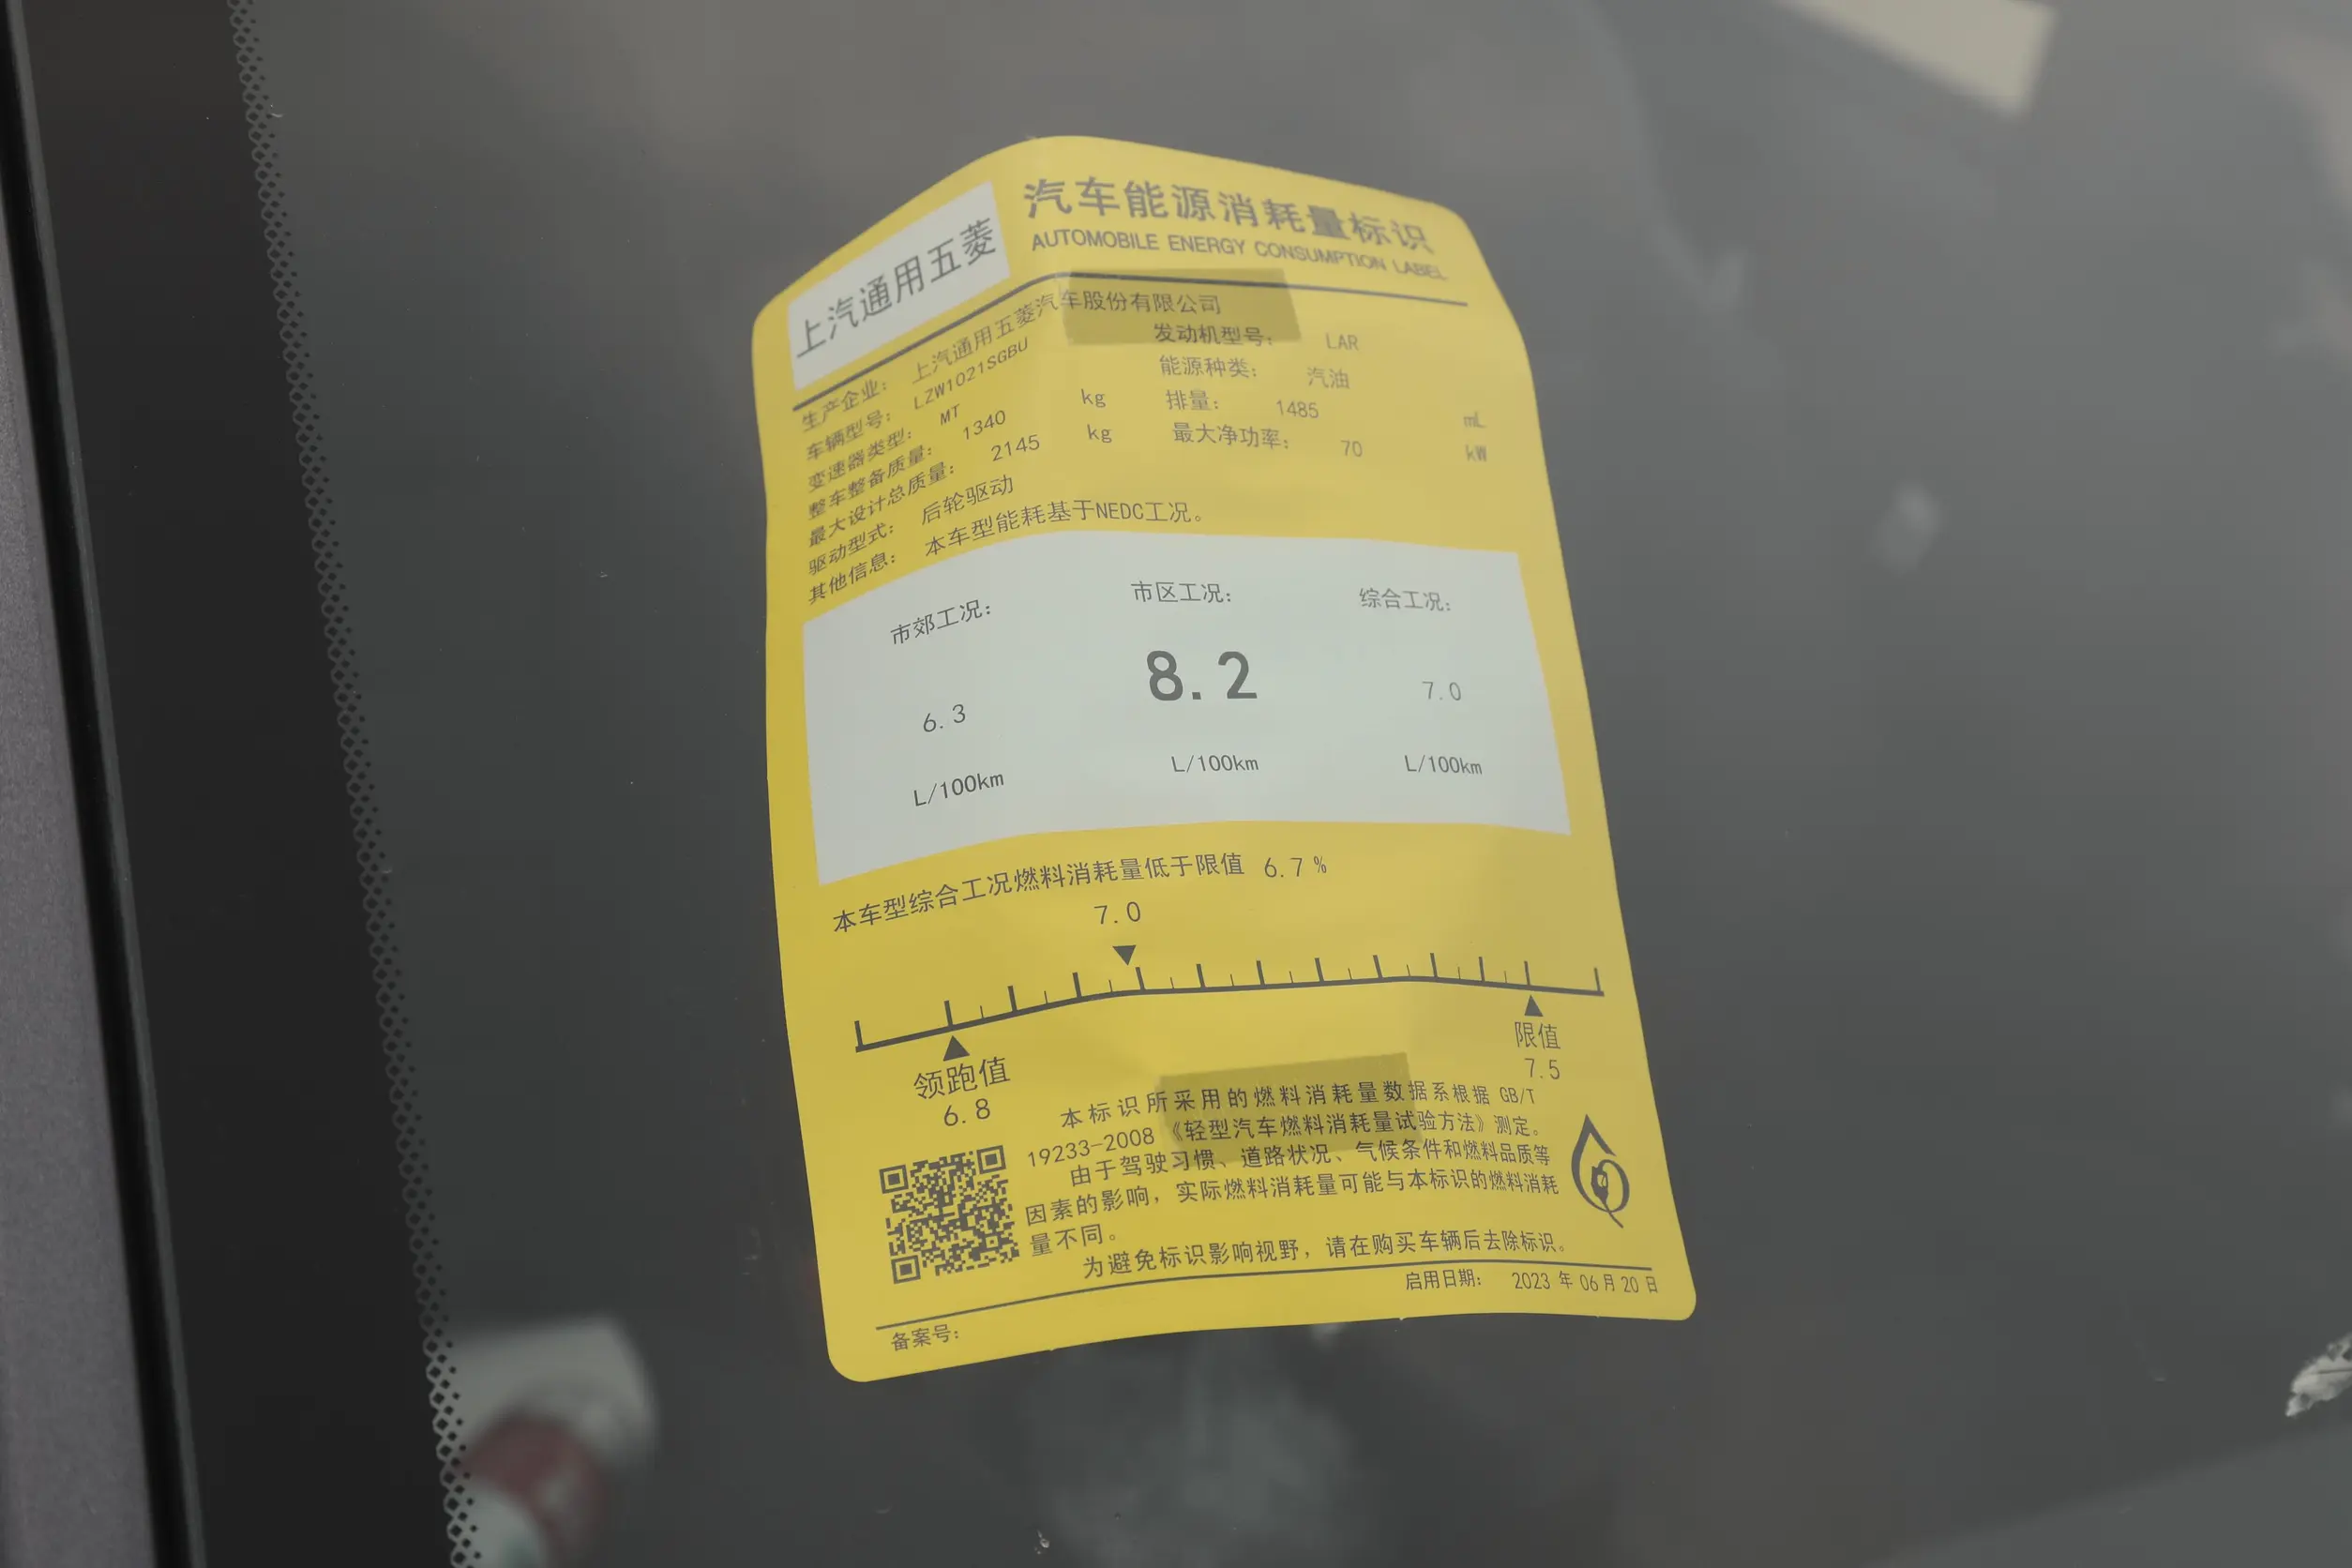 上汽通用五菱
汽车能源消耗量标识
AUTOMOBILE ENERGY CONSUMPTION LABEL
生产企业: 上汽通用五菱汽车股份有限公司
车辆型号: LZW1021SGBU 发动机型号: LAR
变速器类型: MT 能源种类: 汽油
整车整备质量: 1340 kg 排量: 1485 mL
最大设计总质量: 2145 kg 最大净功率: 70 kW
驱动型式: 后轮驱动
其他信息: 本车型能耗基于NEDC工况。
市郊工况: 市区工况: 综合工况:
6.3 8.2 7.0
L/100km L/100km L/100km
本车型综合工况燃料消耗量低于限值 6.7 %
7.0
领跑值 限值
6.8 7.5
本标识所采用的燃料消耗量数据系根据 GB/T
19233-2008《轻型汽车燃料消耗量试验方法》测定。
由于驾驶习惯、道路状况、气候条件和燃料品质等
因素的影响，实际燃料消耗量可能与本标识的燃料消耗
量不同。
为避免标识影响视野，请在购买车辆后去除标识。
备案号: 启用日期: 2023 年 06 月 20 日